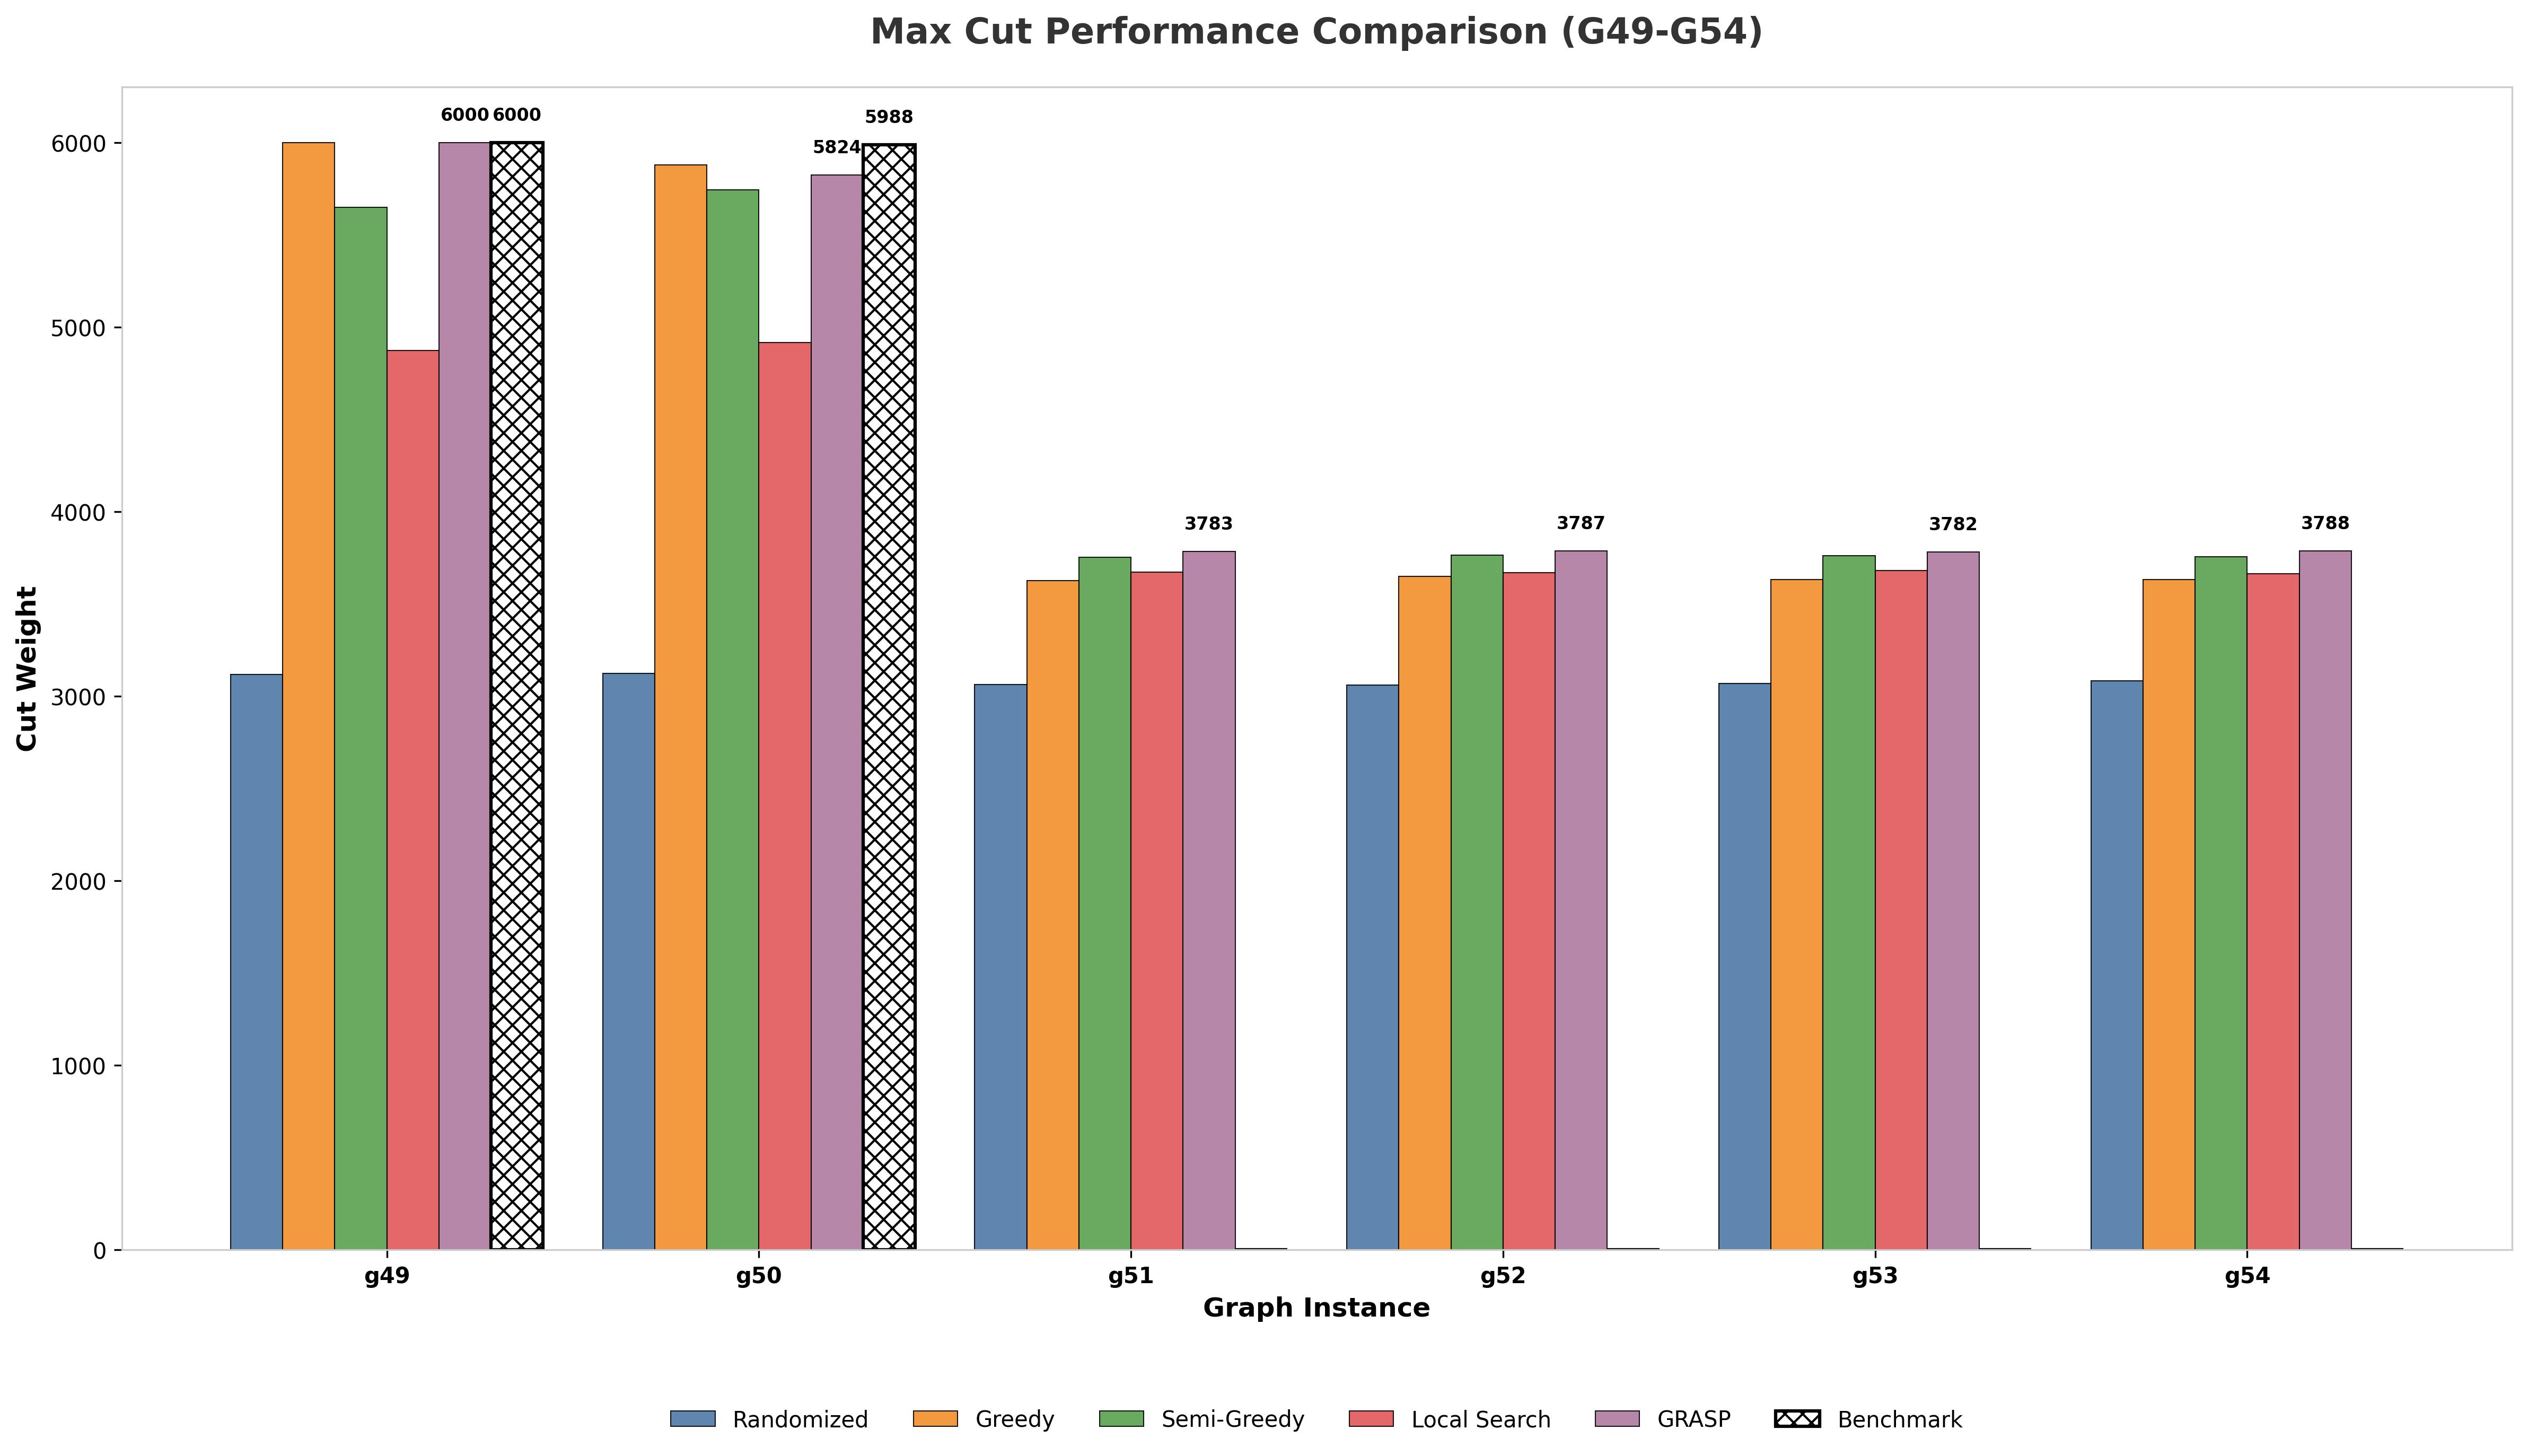 Max Cut Performance Comparison (G49-G54)
6000 6000
5988
5824
3783
3787
3782
3788
6000
5000
4000
3000
2000
1000
0
Cut Weight
g49 g50 g51 g52 g53 g54
Graph Instance
Randomized Greedy Semi-Greedy Local Search GRASP Benchmark